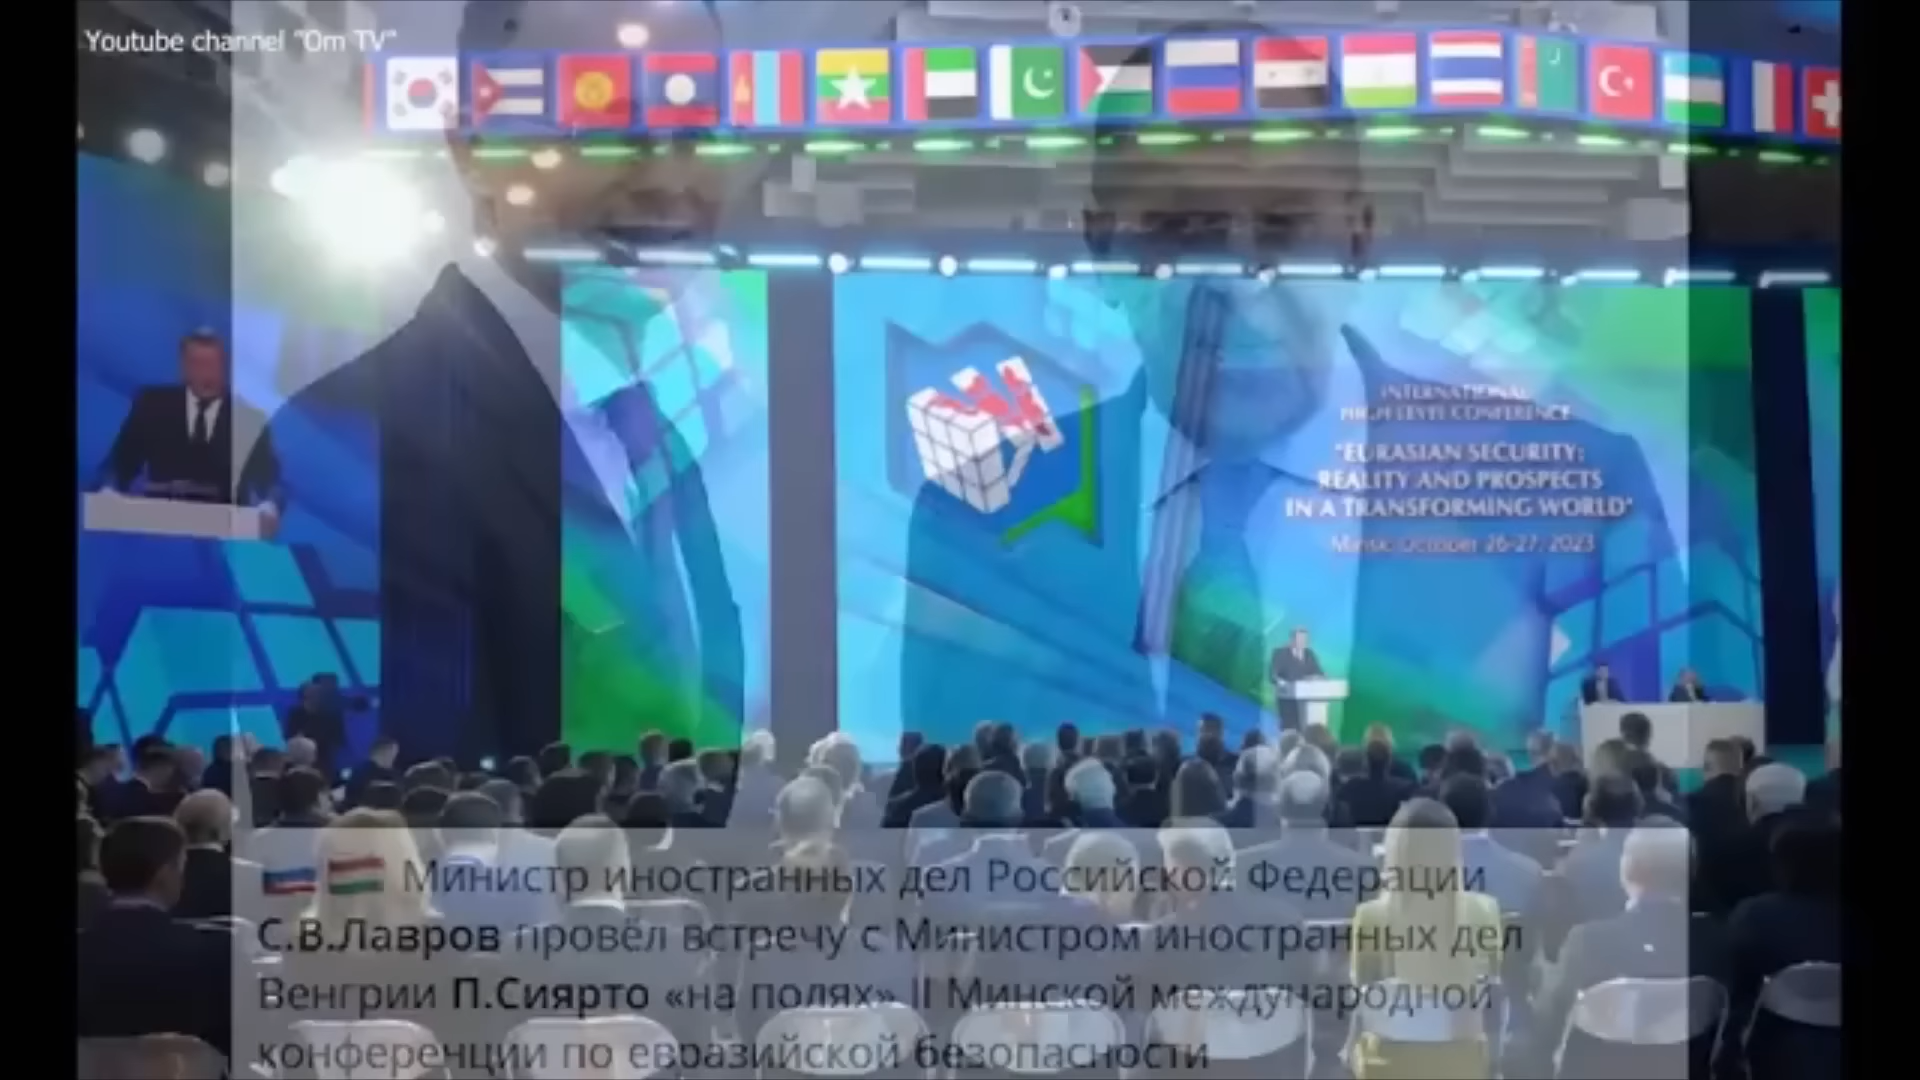 Youtube channel "Om TV"
INTERNATIONAL
HIGH-LEVEL CONFERENCE
"EURASIAN SECURITY:
REALITY AND PROSPECTS
IN A TRANSFORMING WORLD"
Minsk, October 26-27, 2023
Министр иностранных дел Российской Федерации
С.В.Лавров провёл встречу с Министром иностранных дел
Венгрии П.Сиярто «на полях» II Минской международной
конференции по евразийской безопасности